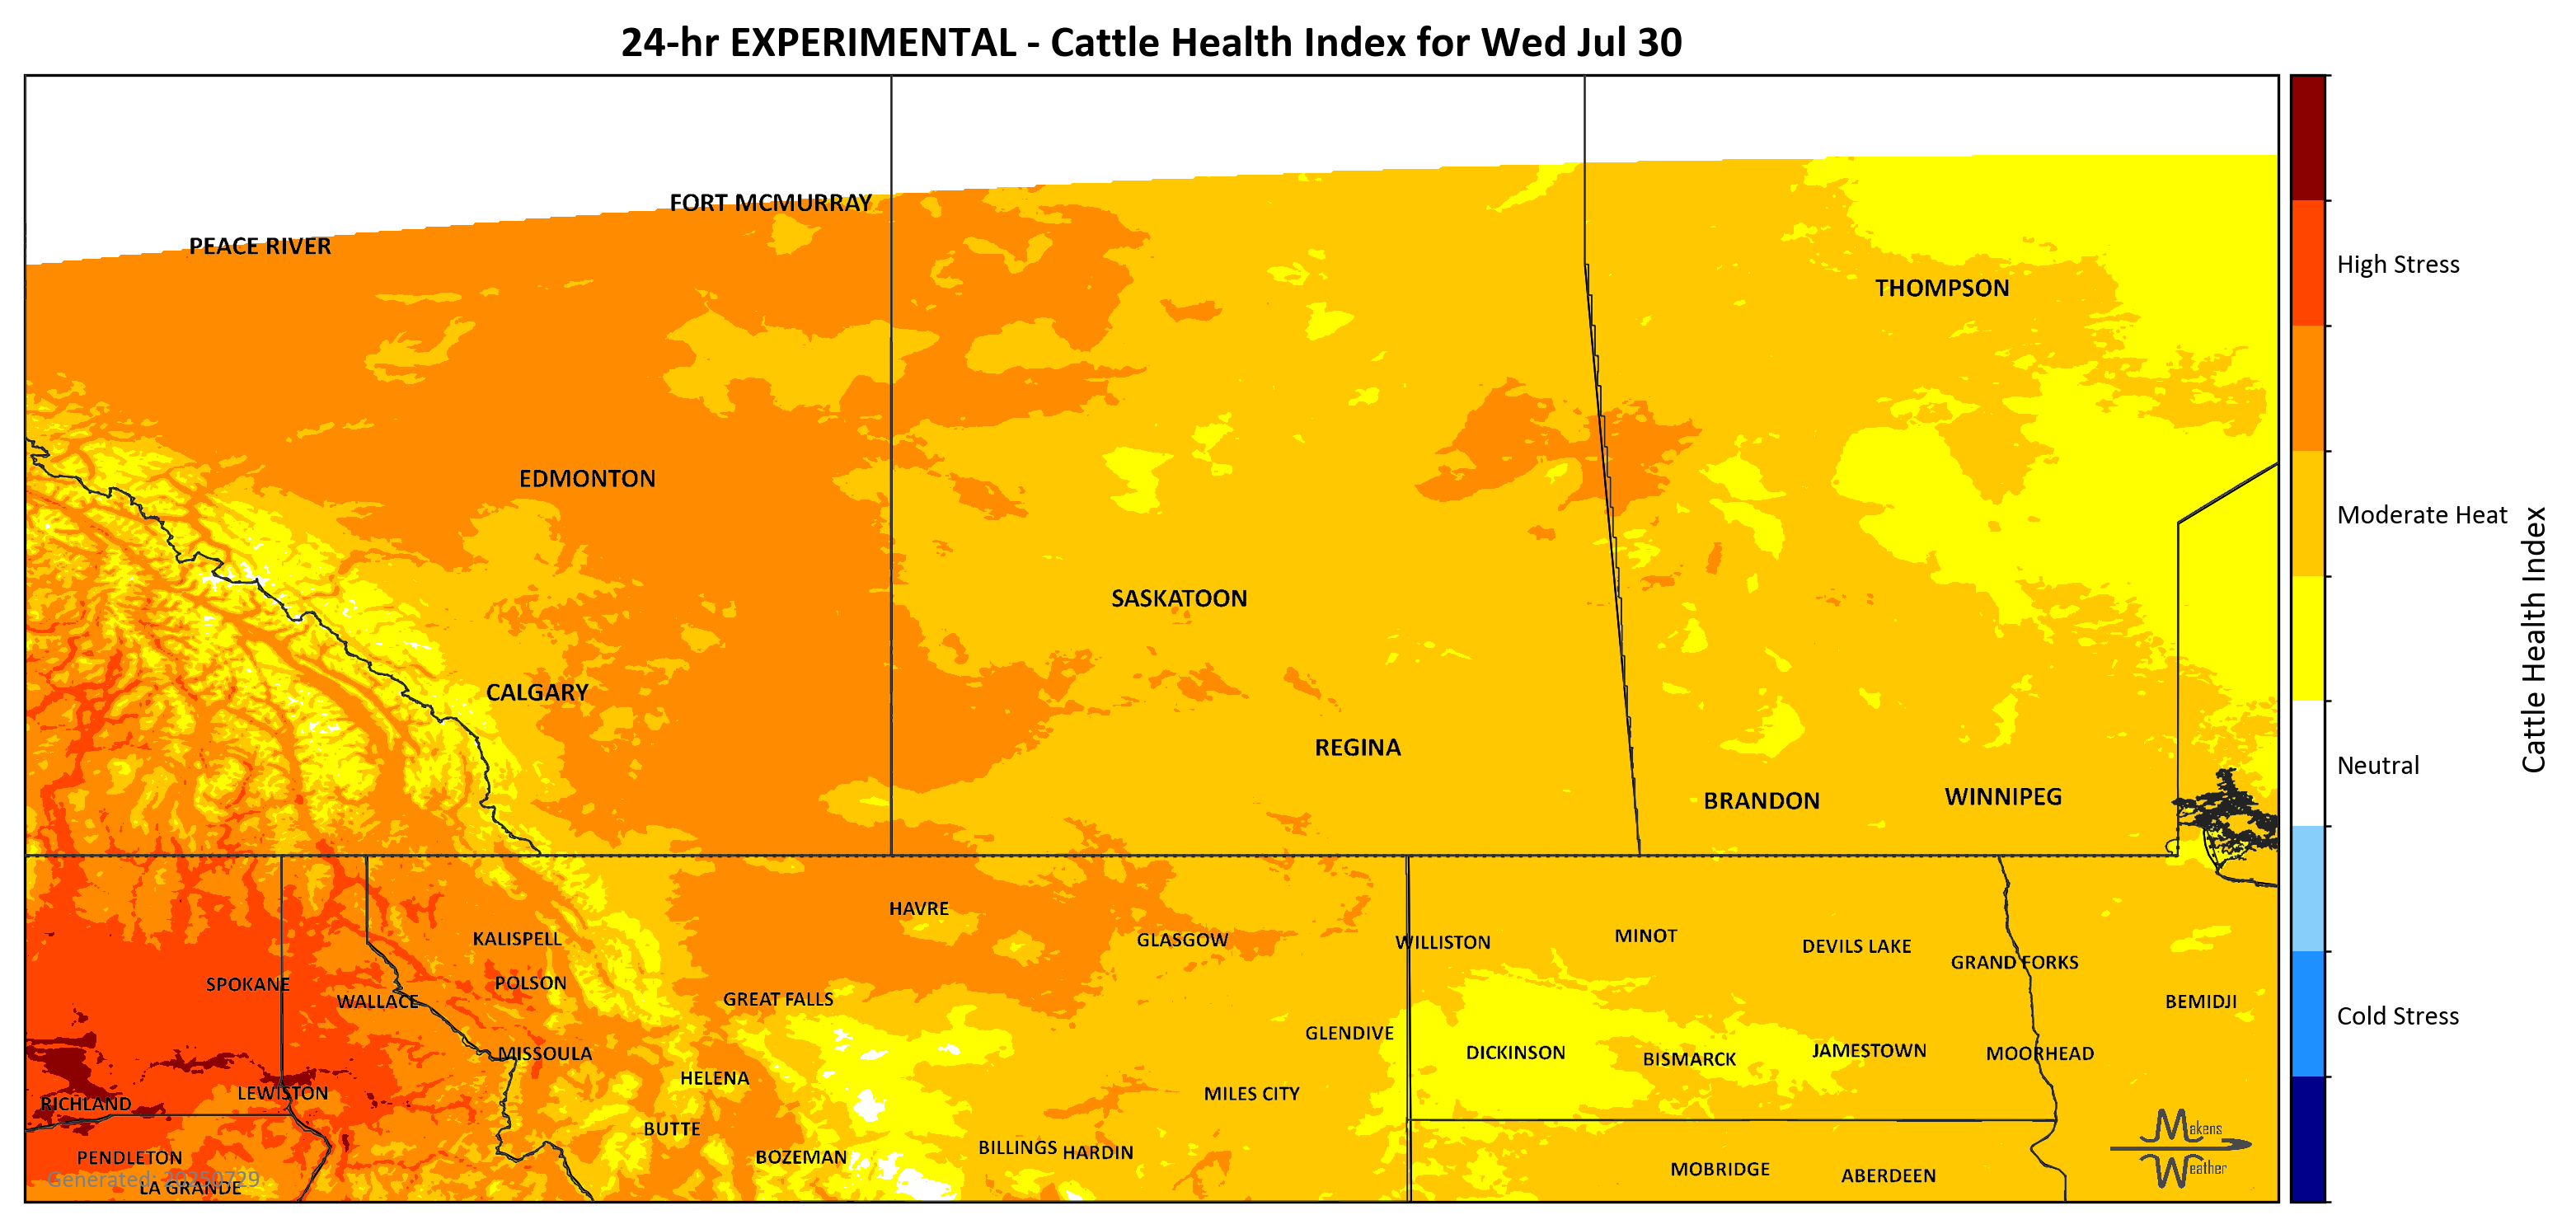 24-hr EXPERIMENTAL - Cattle Health Index for Wed Jul 30
FORT MCMURRAY
PEACE RIVER
THOMPSON
EDMONTON
SASKATOON
CALGARY
REGINA
BRANDON
WINNIPEG
HAVRE
KALISPELL
GLASGOW
WILLISTON
MINOT
DEVILS LAKE
GRAND FORKS
SPOKANE
WALLACE
POLSON
GREAT FALLS
BEMIDJI
GLENDIVE
MISSOULA
DICKINSON
BISMARCK
JAMESTOWN
MOORHEAD
HELENA
LEWISTON
MILES CITY
RICHLAND
BUTTE
BILLINGS
HARDIN
BOZEMAN
PENDLETON
MOBRIDGE
ABERDEEN
Generated: 20250729
LA GRANDE
Makens
Weather
High Stress
Moderate Heat
Neutral
Cold Stress
Cattle Health Index